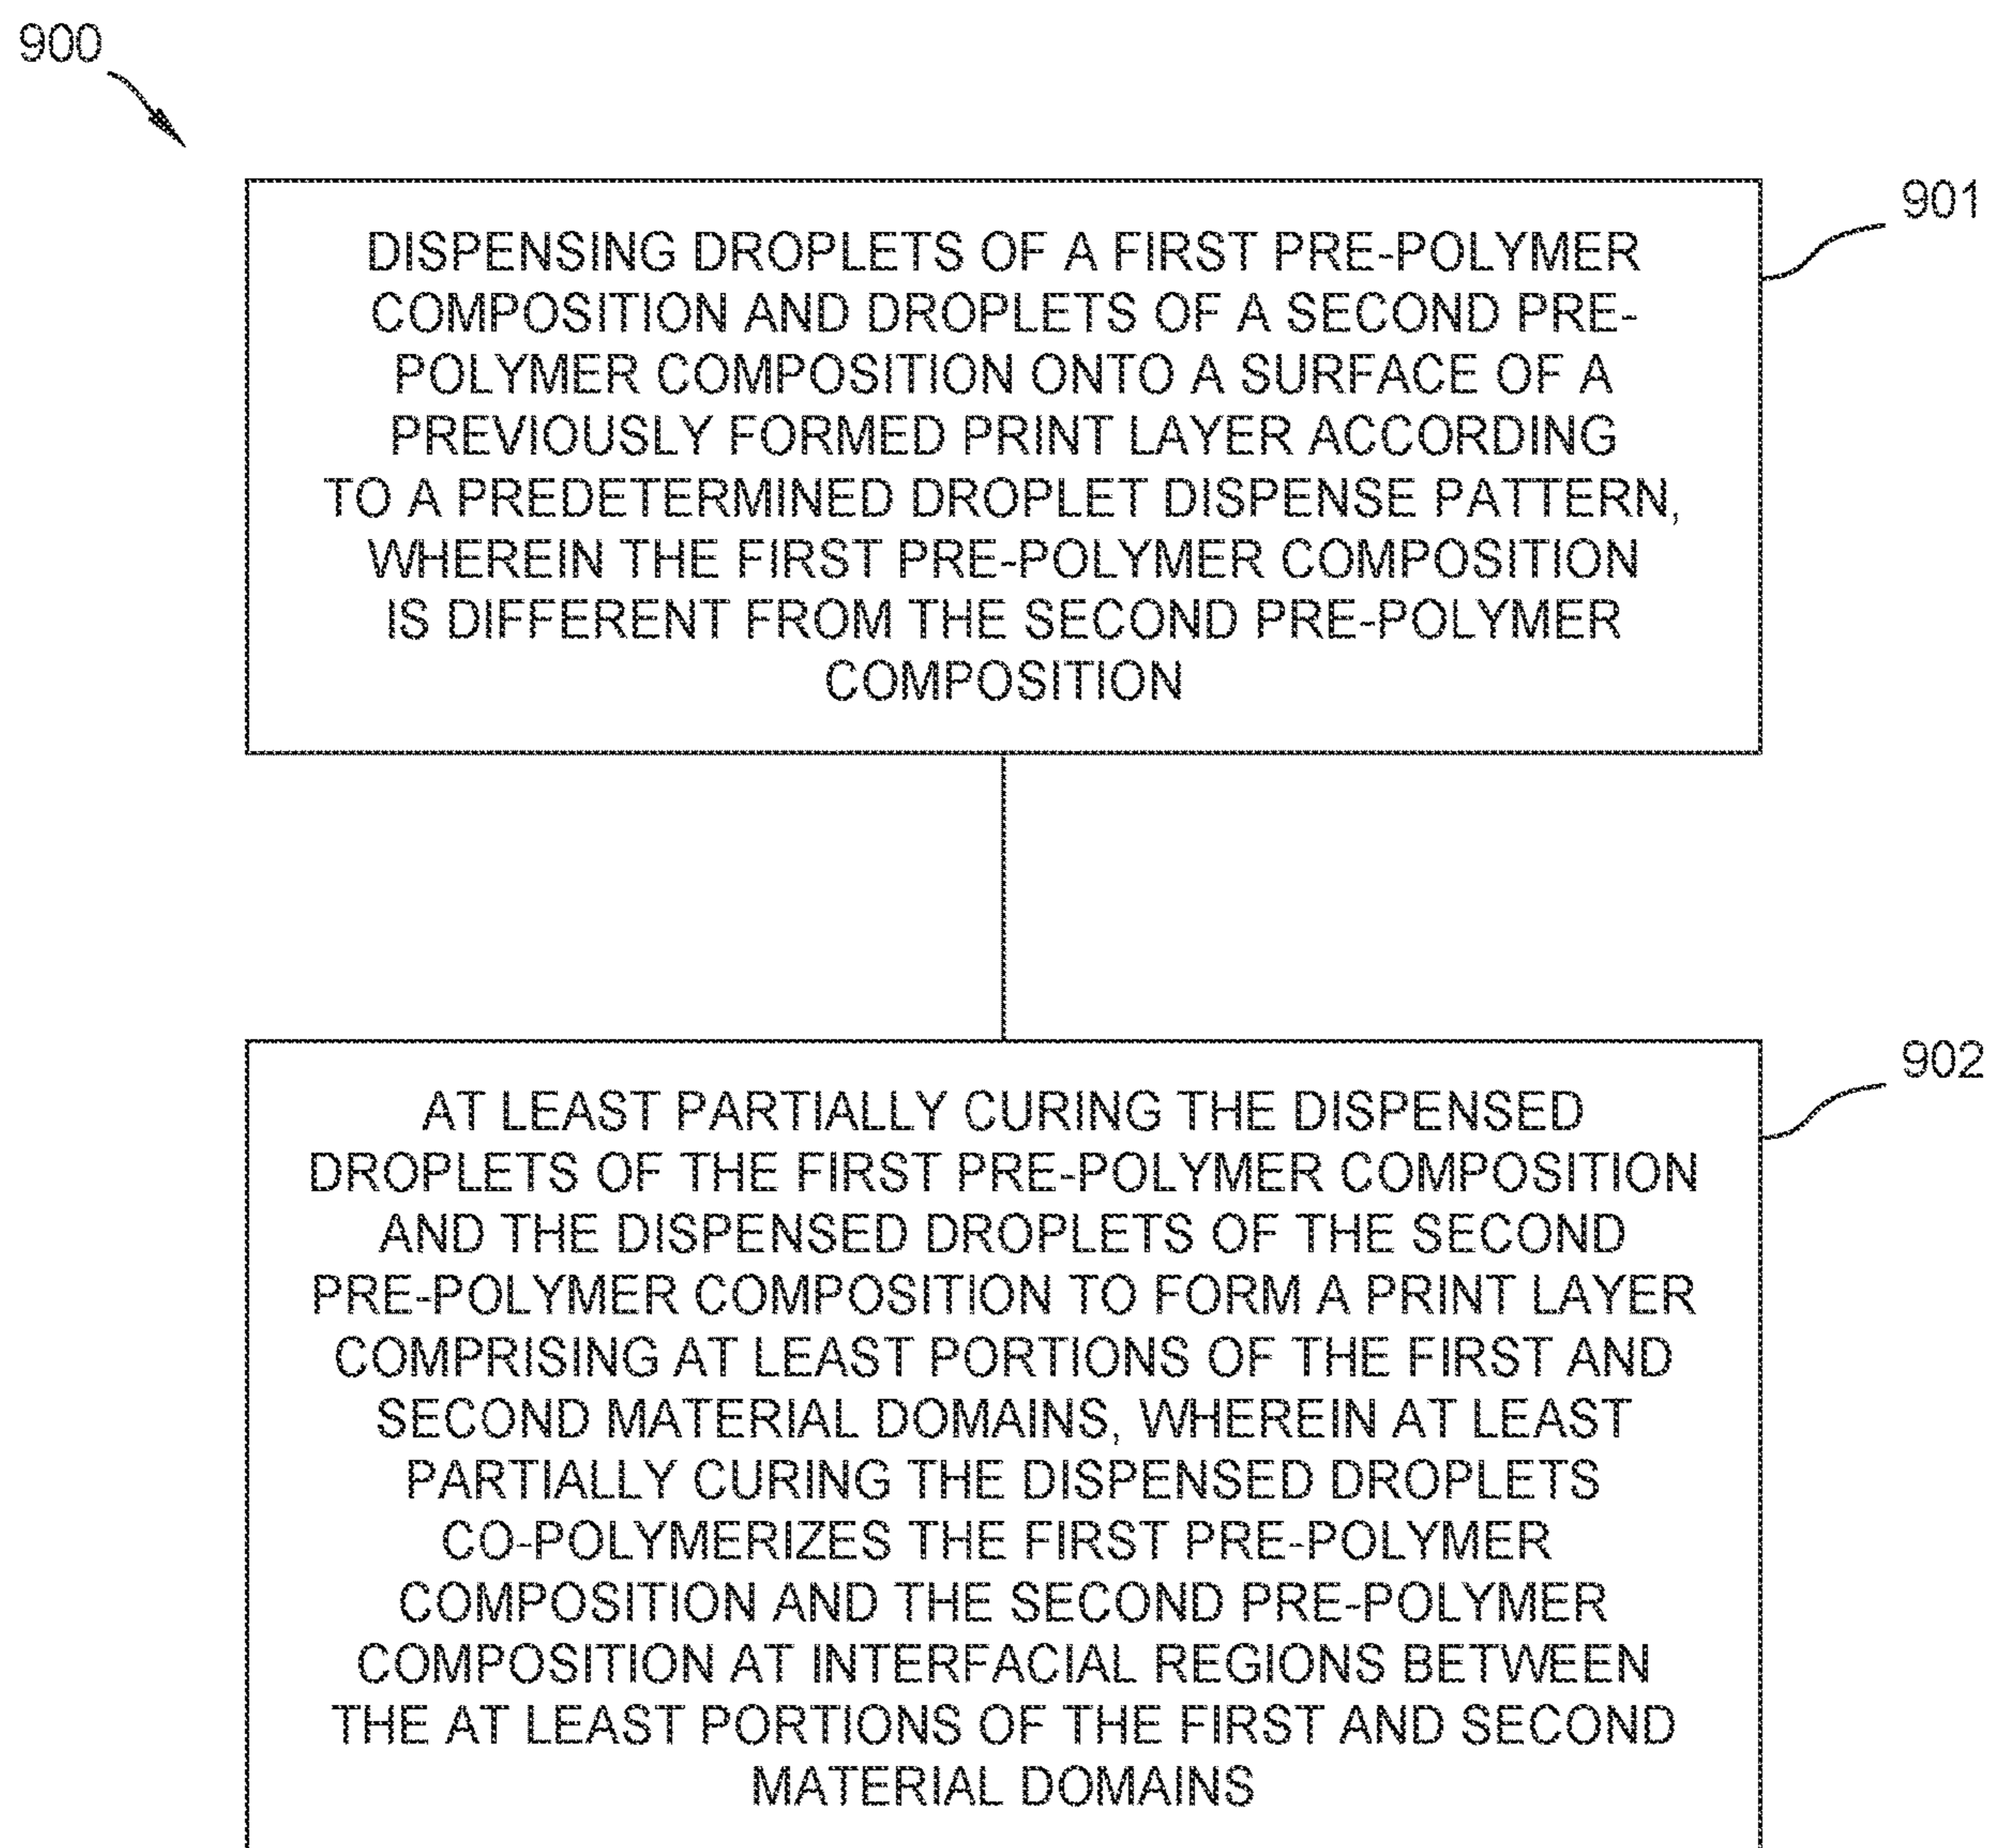 900
901
DISPENSING DROPLETS OF A FIRST PRE-POLYMER
COMPOSITION AND DROPLETS OF A SECOND PRE-
POLYMER COMPOSITION ONTO A SURFACE OF A
PREVIOUSLY FORMED PRINT LAYER ACCORDING
TO A PREDETERMINED DROPLET DISPENSE PATTERN,
WHEREIN THE FIRST PRE-POLYMER COMPOSITION
IS DIFFERENT FROM THE SECOND PRE-POLYMER
COMPOSITION
902
AT LEAST PARTIALLY CURING THE DISPENSED
DROPLETS OF THE FIRST PRE-POLYMER COMPOSITION
AND THE DISPENSED DROPLETS OF THE SECOND
PRE-POLYMER COMPOSITION TO FORM A PRINT LAYER
COMPRISING AT LEAST PORTIONS OF THE FIRST AND
SECOND MATERIAL DOMAINS, WHEREIN AT LEAST
PARTIALLY CURING THE DISPENSED DROPLETS
CO-POLYMERIZES THE FIRST PRE-POLYMER
COMPOSITION AND THE SECOND PRE-POLYMER
COMPOSITION AT INTERFACIAL REGIONS BETWEEN
THE AT LEAST PORTIONS OF THE FIRST AND SECOND
MATERIAL DOMAINS